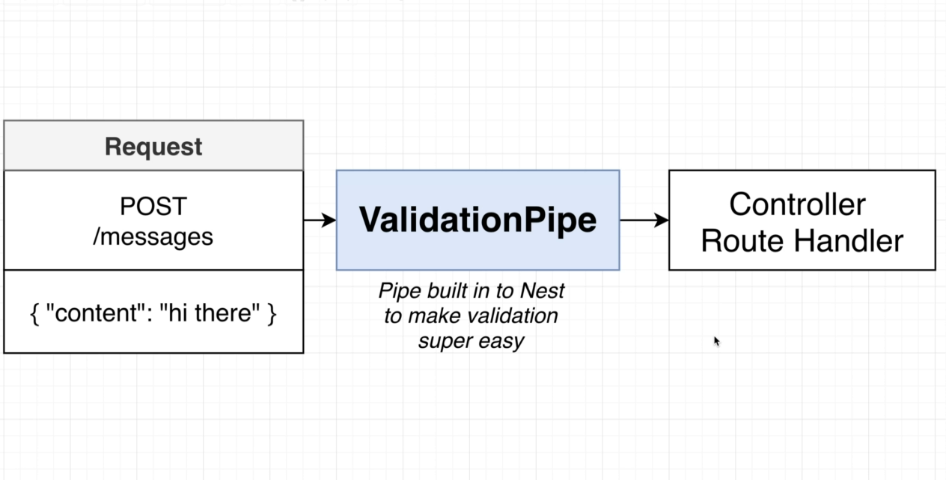 Request
POST
/messages
{ "content": "hi there" }
ValidationPipe
Pipe built in to Nest
to make validation
super easy
Controller
Route Handler